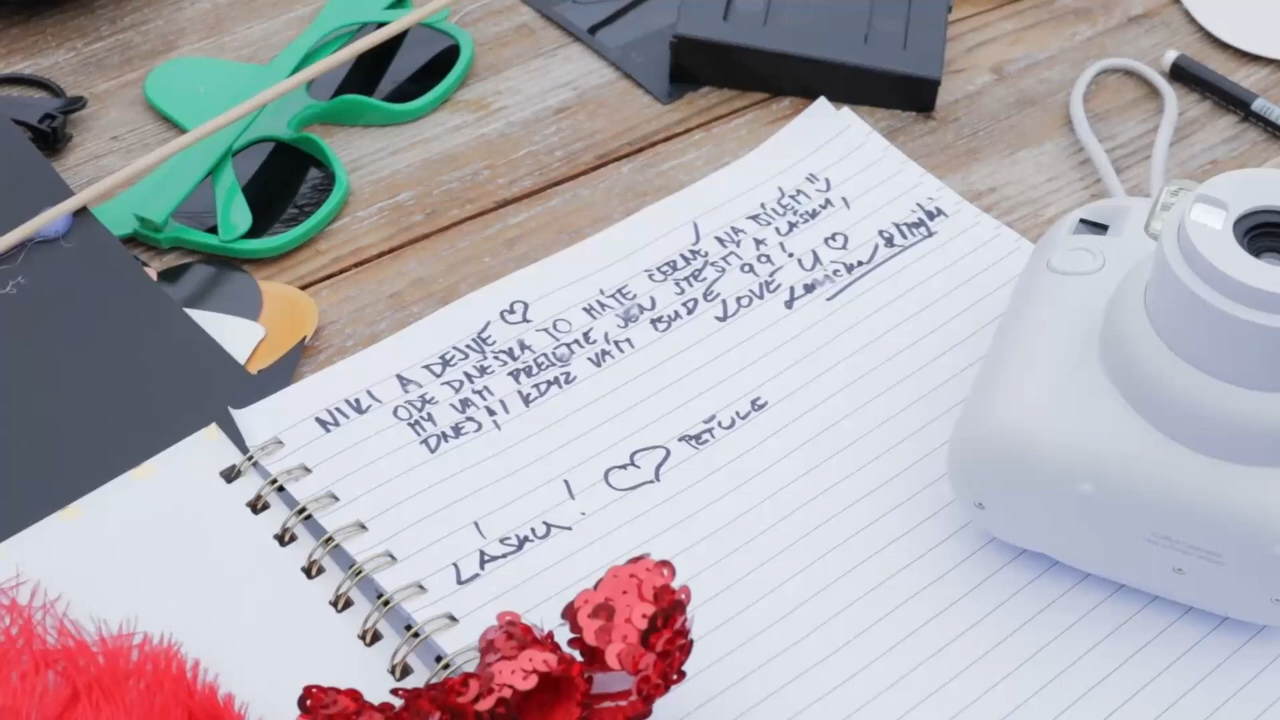 NIKI A DEJVE ♡
ODE DNEŠKA TO MÁTE ČERNÉ NA BÍLÉM
MY VÁM PŘEJEME, JEN ŠTĚSTÍ A LÁSKU,
DNES, I KDYŽ VÁM BUDE 99!
LOVE U ♡
LÁSKU! ♡ PEŤULE